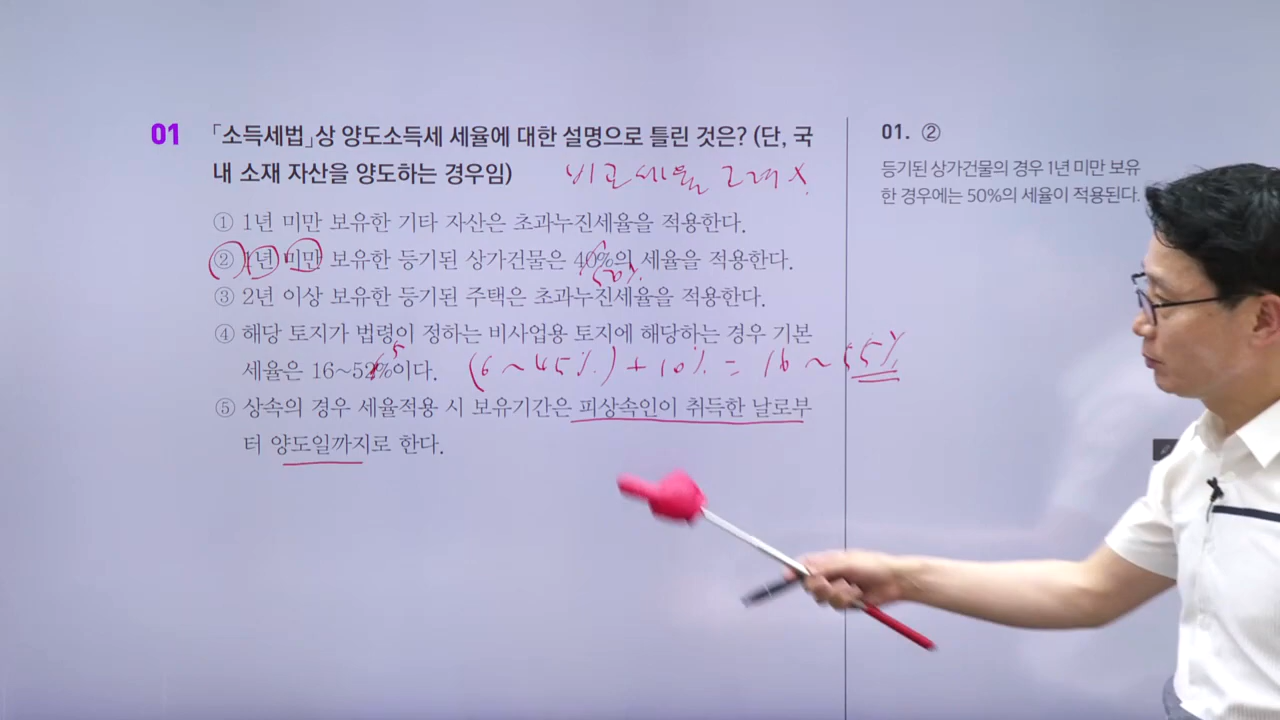 01 「소득세법」상 양도소득세 세율에 대한 설명으로 틀린 것은? (단, 국
내 소재 자산을 양도하는 경우임)
비교세율 고려 X
① 1년 미만 보유한 기타 자산은 초과누진세율을 적용한다.
② 1년 미만 보유한 등기된 상가건물은 40%의 세율을 적용한다.
50%
③ 2년 이상 보유한 등기된 주택은 초과누진세율을 적용한다.
④ 해당 토지가 법령이 정하는 비사업용 토지에 해당하는 경우 기본
세율은 16~52%이다.
5
(6 ~ 45%) + 10% = 16 ~ 55%
⑤ 상속의 경우 세율적용 시 보유기간은 피상속인이 취득한 날로부
터 양도일까지로 한다.
01. ②
등기된 상가건물의 경우 1년 미만 보유
한 경우에는 50%의 세율이 적용된다.